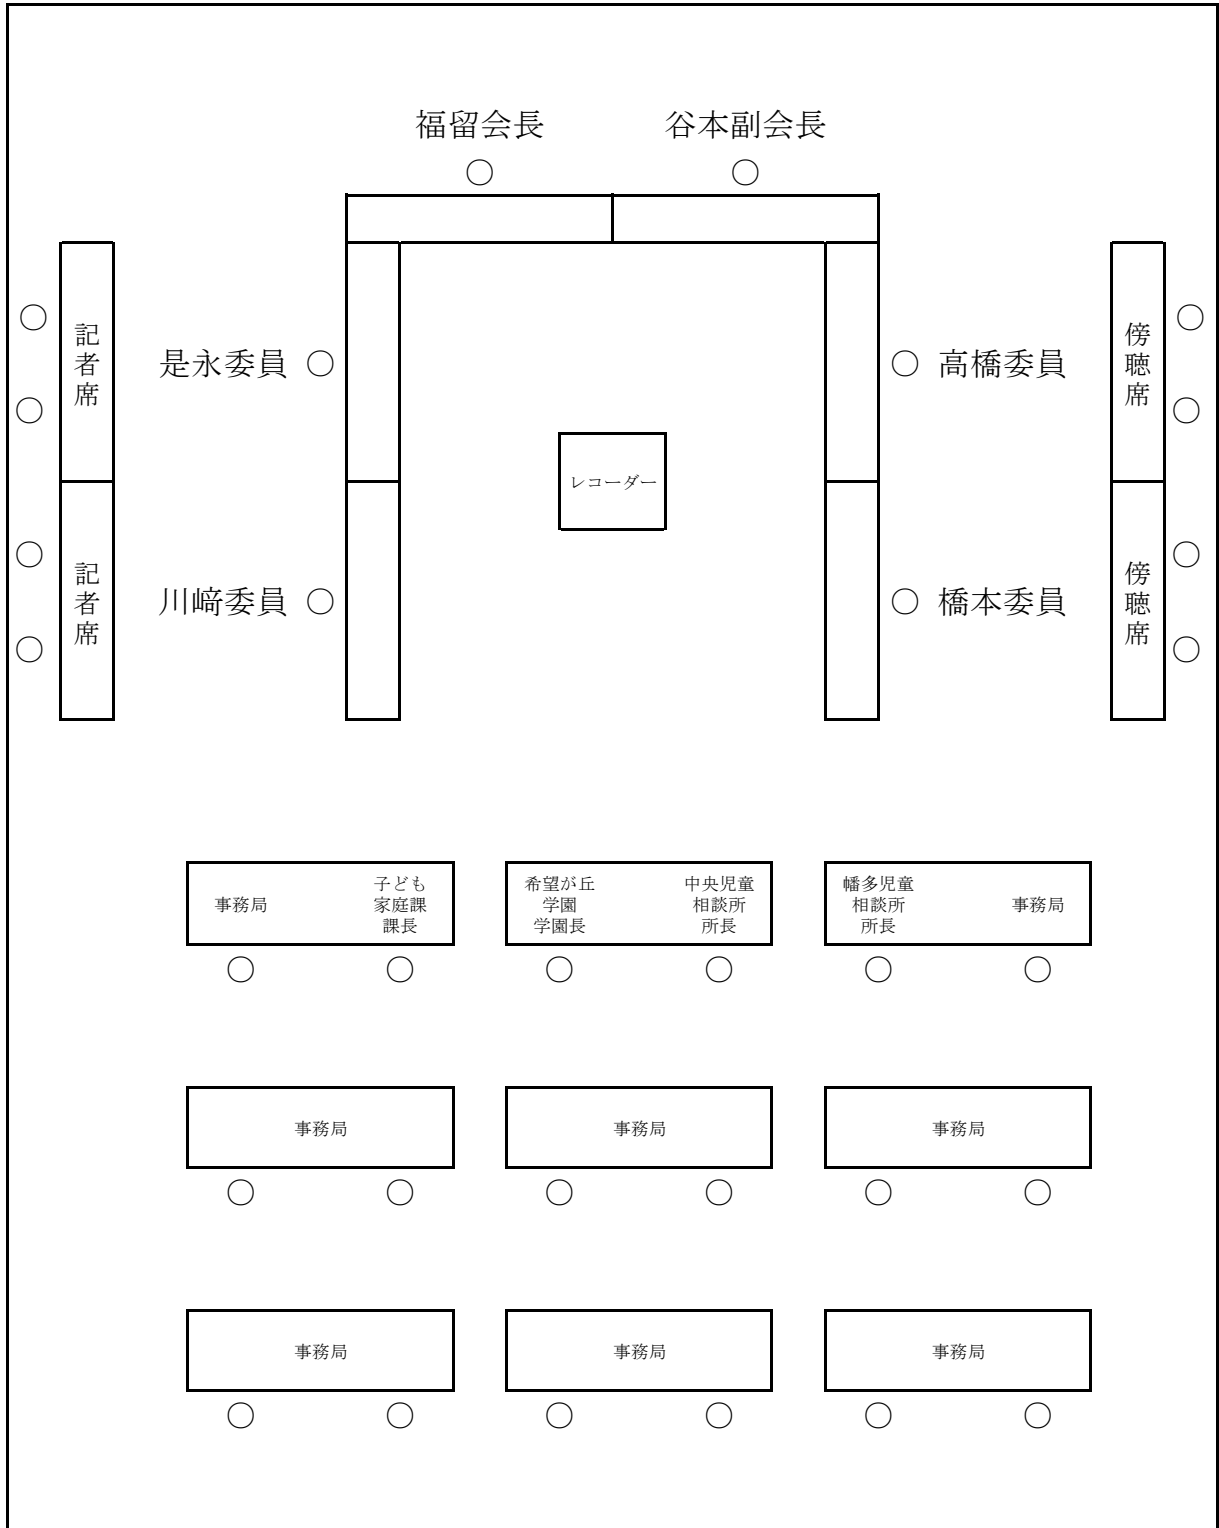 福留会長
谷本副会長
記者席
是永委員
高橋委員
傍聴席
レコーダー
記者席
川﨑委員
橋本委員
傍聴席
事務局
子ども
家庭課
課長
希望が丘
学園
学園長
中央児童
相談所
所長
幡多児童
相談所
所長
事務局
事務局
事務局
事務局
事務局
事務局
事務局